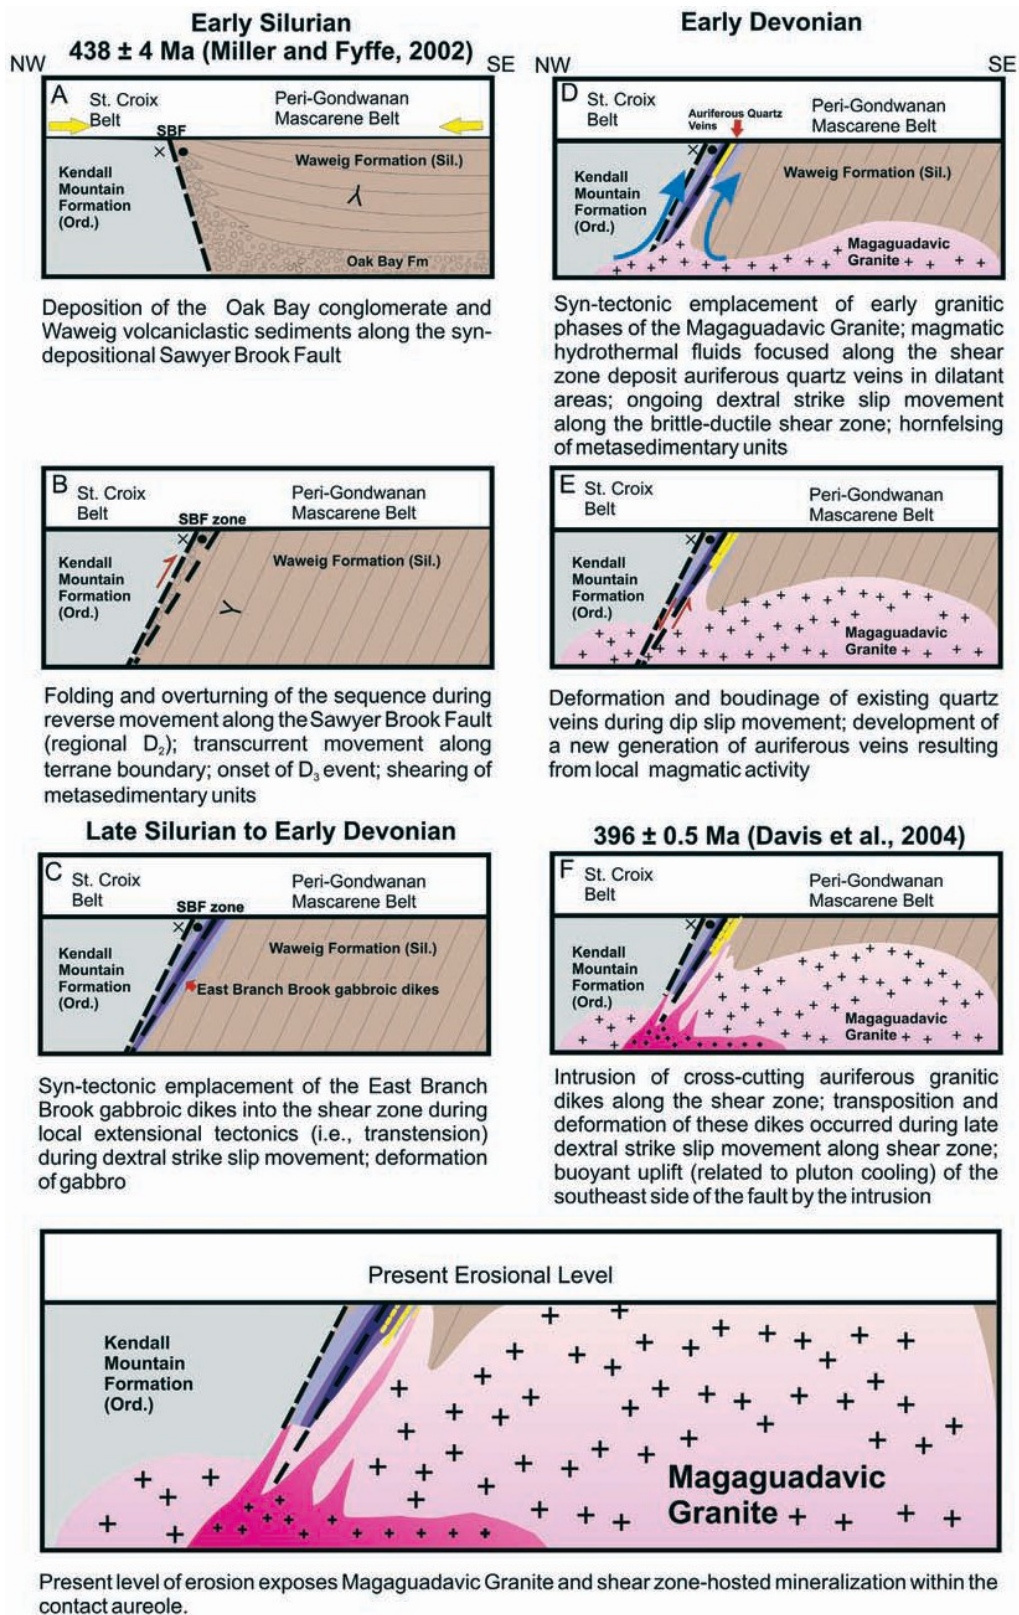 Early Silurian
438 ± 4 Ma (Miller and Fyffe, 2002)
NW
SE
A
St. Croix
Belt
Peri-Gondwanan
Mascarene Belt
SBF
Kendall
Mountain
Formation
(Ord.)
Waweig Formation (Sil.)
Oak Bay Fm
Deposition of the Oak Bay conglomerate and
Waweig volcaniclastic sediments along the syn-
depositional Sawyer Brook Fault
B
St. Croix
Belt
Peri-Gondwanan
Mascarene Belt
SBF zone
Kendall
Mountain
Formation
(Ord.)
Waweig Formation (Sil.)
Folding and overturning of the sequence during
reverse movement along the Sawyer Brook Fault
(regional D2); transcurrent movement along
terrane boundary; onset of D3 event; shearing of
metasedimentary units
Late Silurian to Early Devonian
C
St. Croix
Belt
Peri-Gondwanan
Mascarene Belt
SBF zone
Kendall
Mountain
Formation
(Ord.)
Waweig Formation (Sil.)
East Branch Brook gabbroic dikes
Syn-tectonic emplacement of the East Branch
Brook gabbroic dikes into the shear zone during
local extensional tectonics (i.e., transtension)
during dextral strike slip movement; deformation
of gabbro
Early Devonian
NW
SE
D
St. Croix
Belt
Auriferous Quartz
Veins
Peri-Gondwanan
Mascarene Belt
Kendall
Mountain
Formation
(Ord.)
Waweig Formation (Sil.)
Magaguadavic
Granite
Syn-tectonic emplacement of early granitic
phases of the Magaguadavic Granite; magmatic
hydrothermal fluids focused along the shear
zone deposit auriferous quartz veins in dilatant
areas; ongoing dextral strike slip movement
along the brittle-ductile shear zone; hornfelsing
of metasedimentary units
E
St. Croix
Belt
Peri-Gondwanan
Mascarene Belt
Kendall
Mountain
Formation
(Ord.)
Magaguadavic
Granite
Deformation and boudinage of existing quartz
veins during dip slip movement; development of
a new generation of auriferous veins resulting
from local magmatic activity
396 ± 0.5 Ma (Davis et al., 2004)
F
St. Croix
Belt
Peri-Gondwanan
Mascarene Belt
Kendall
Mountain
Formation
(Ord.)
Magaguadavic
Granite
Intrusion of cross-cutting auriferous granitic
dikes along the shear zone; transposition and
deformation of these dikes occurred during late
dextral strike slip movement along shear zone;
buoyant uplift (related to pluton cooling) of the
southeast side of the fault by the intrusion
Present Erosional Level
Kendall
Mountain
Formation
(Ord.)
Magaguadavic
Granite
Present level of erosion exposes Magaguadavic Granite and shear zone-hosted mineralization within the
contact aureole.